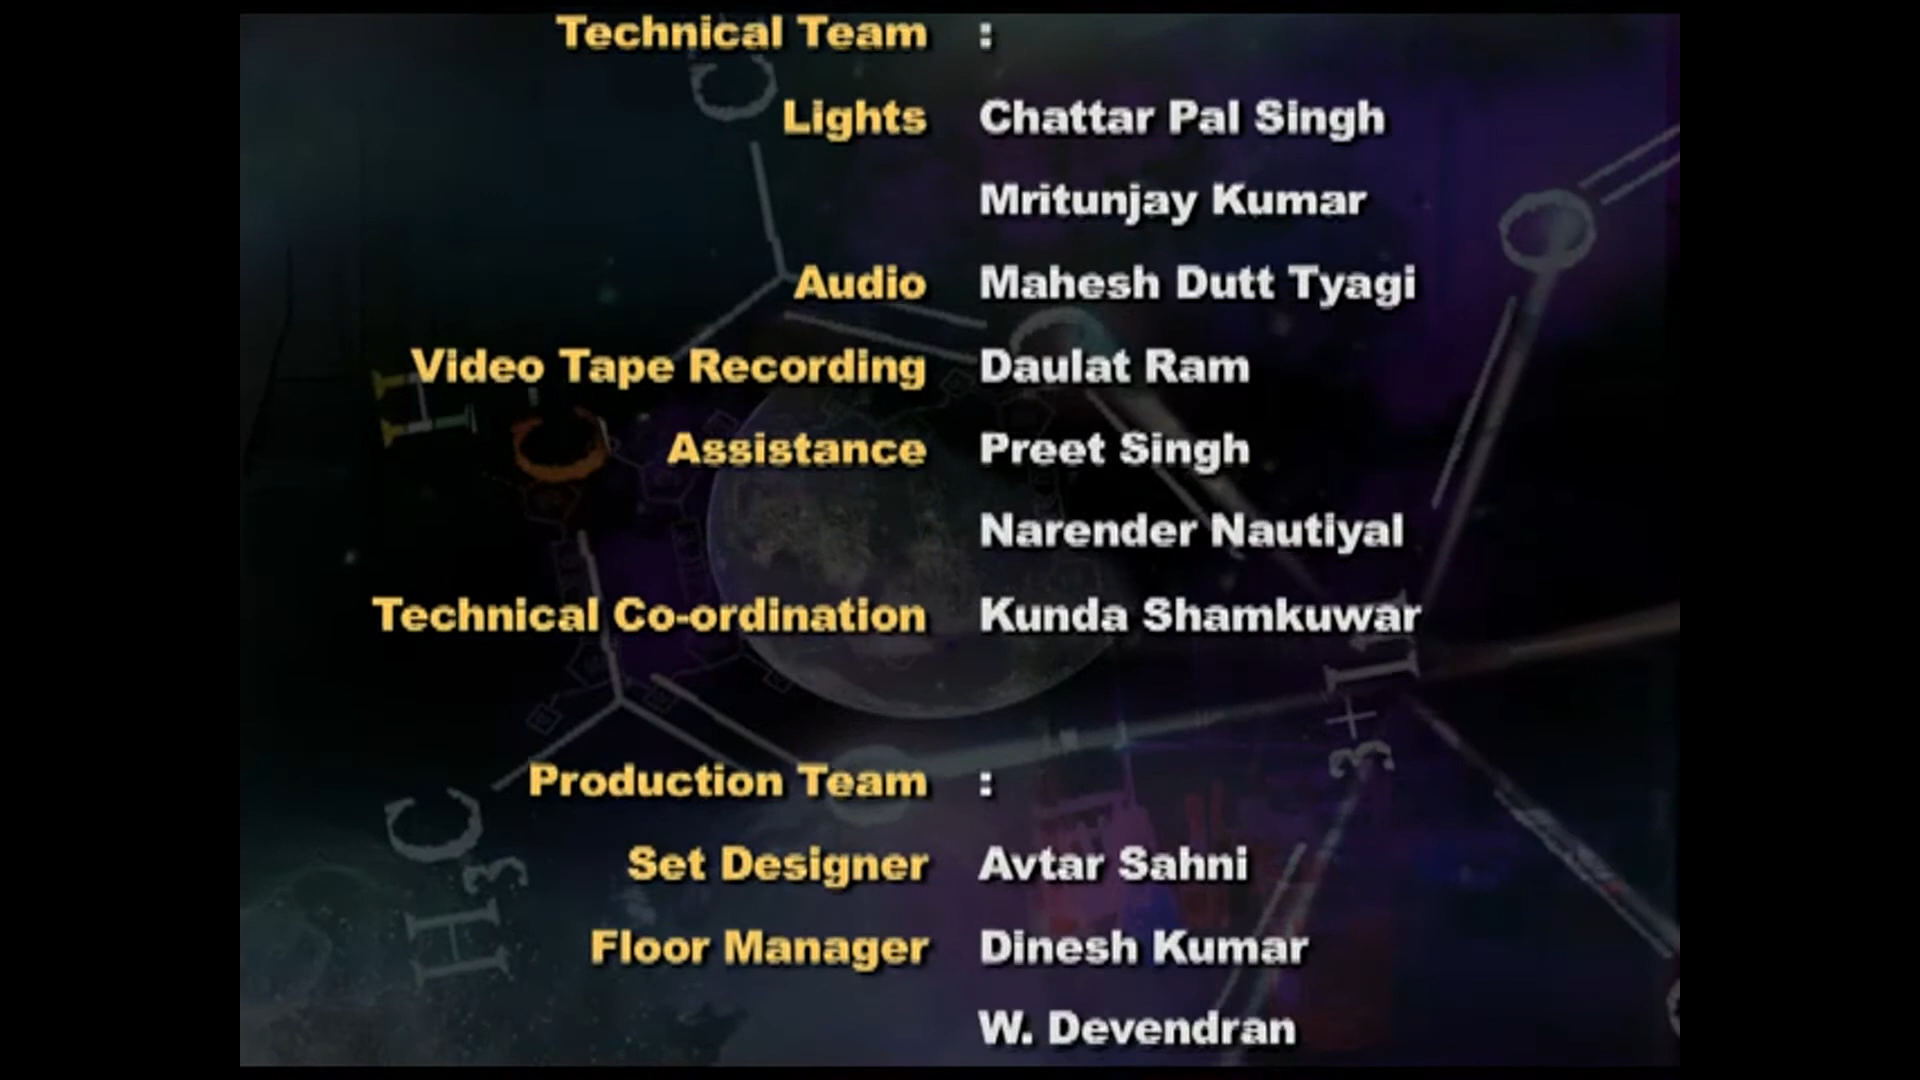 Technical Team :
Lights Chattar Pal Singh
Mritunjay Kumar
Audio Mahesh Dutt Tyagi
Video Tape Recording Daulat Ram
Assistance Preet Singh
Narender Nautiyal
Technical Co-ordination Kunda Shamkuwar
Production Team :
Set Designer Avtar Sahni
Floor Manager Dinesh Kumar
W. Devendran
H C
H3C